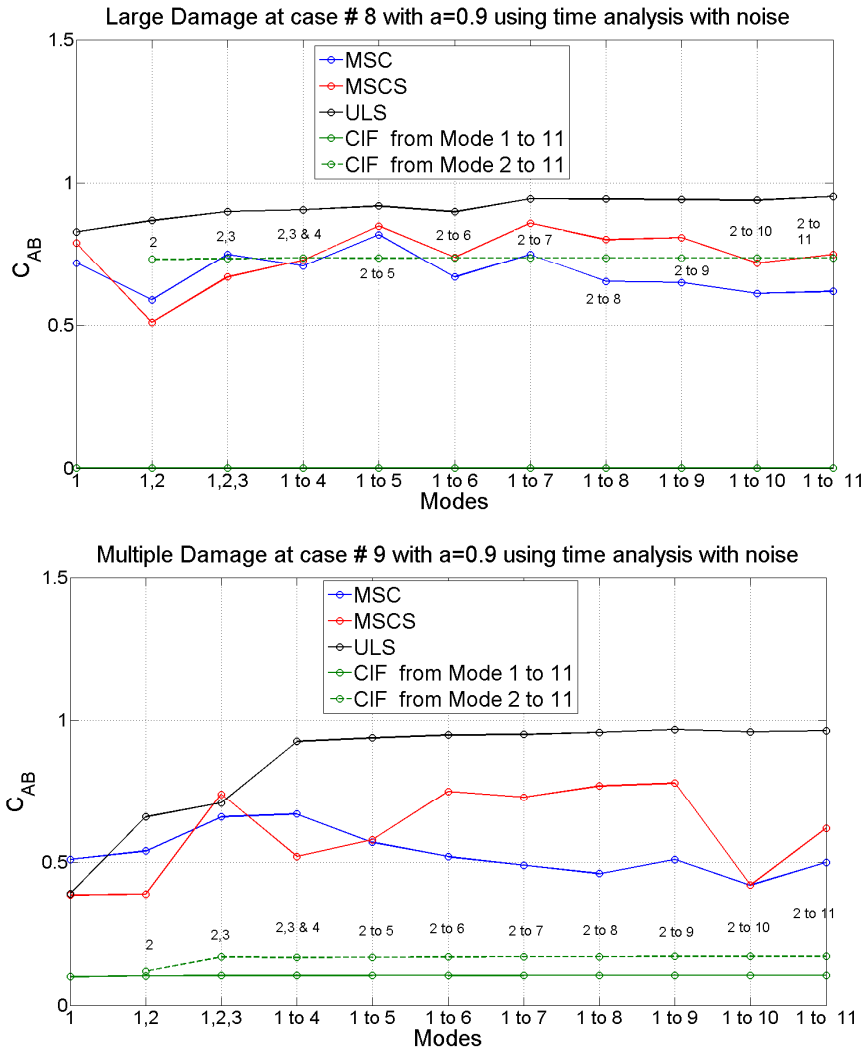 Large Damage at case # 8 with a=0.9 using time analysis with noise
1.5
MSC
MSCS
ULS
CIF from Mode 1 to 11
CIF from Mode 2 to 11
1
C_AB
2
2,3
2,3 & 4
2 to 5
2 to 6
2 to 7
2 to 8
2 to 9
2 to 10
2 to
11
0.5
0
1
1,2
1,2,3
1 to 4
1 to 5
1 to 6
1 to 7
1 to 8
1 to 9
1 to 10
1 to 11
Modes
Multiple Damage at case # 9 with a=0.9 using time analysis with noise
1.5
MSC
MSCS
ULS
CIF from Mode 1 to 11
CIF from Mode 2 to 11
1
C_AB
0.5
2
2,3
2,3 & 4
2 to 5
2 to 6
2 to 7
2 to 8
2 to 9
2 to 10
2 to 11
0
1
1,2
1,2,3
1 to 4
1 to 5
1 to 6
1 to 7
1 to 8
1 to 9
1 to 10
1 to 11
Modes